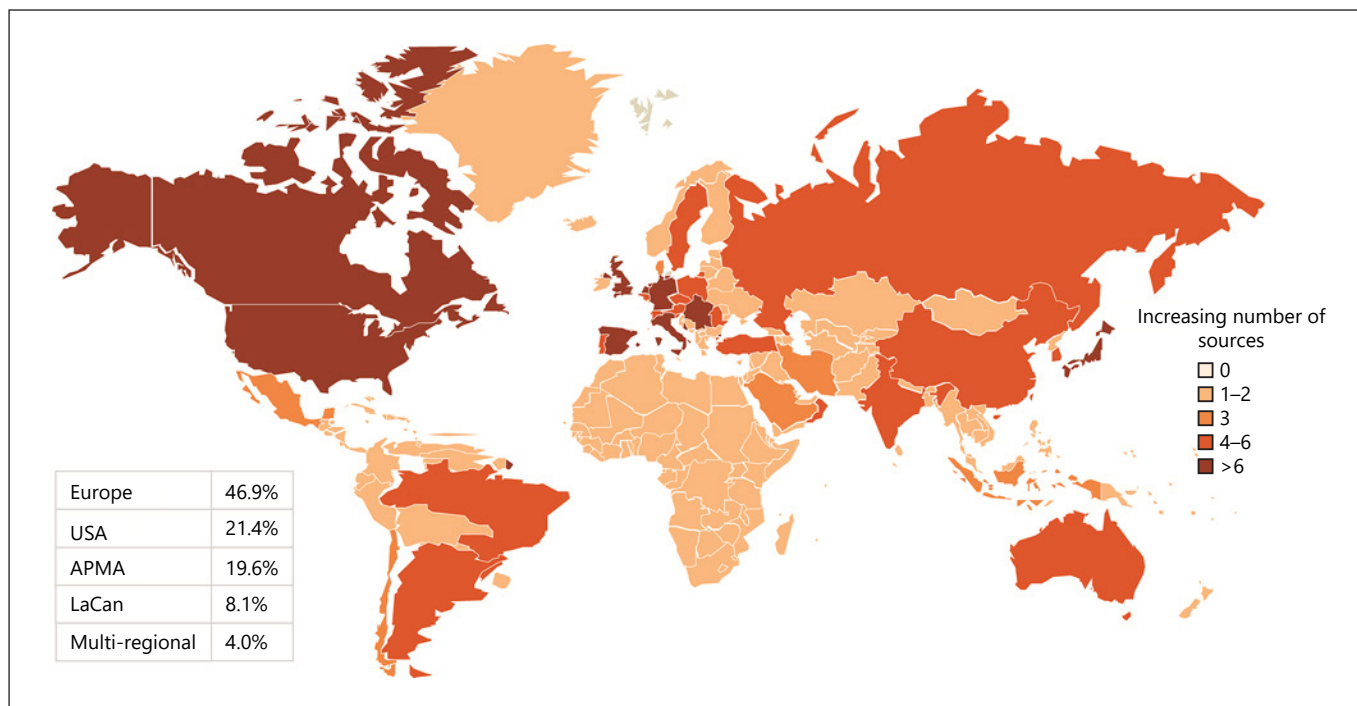 Increasing number of
sources
0
1–2
3
4–6
>6
Europe 46.9%
USA 21.4%
APMA 19.6%
LaCan 8.1%
Multi-regional 4.0%